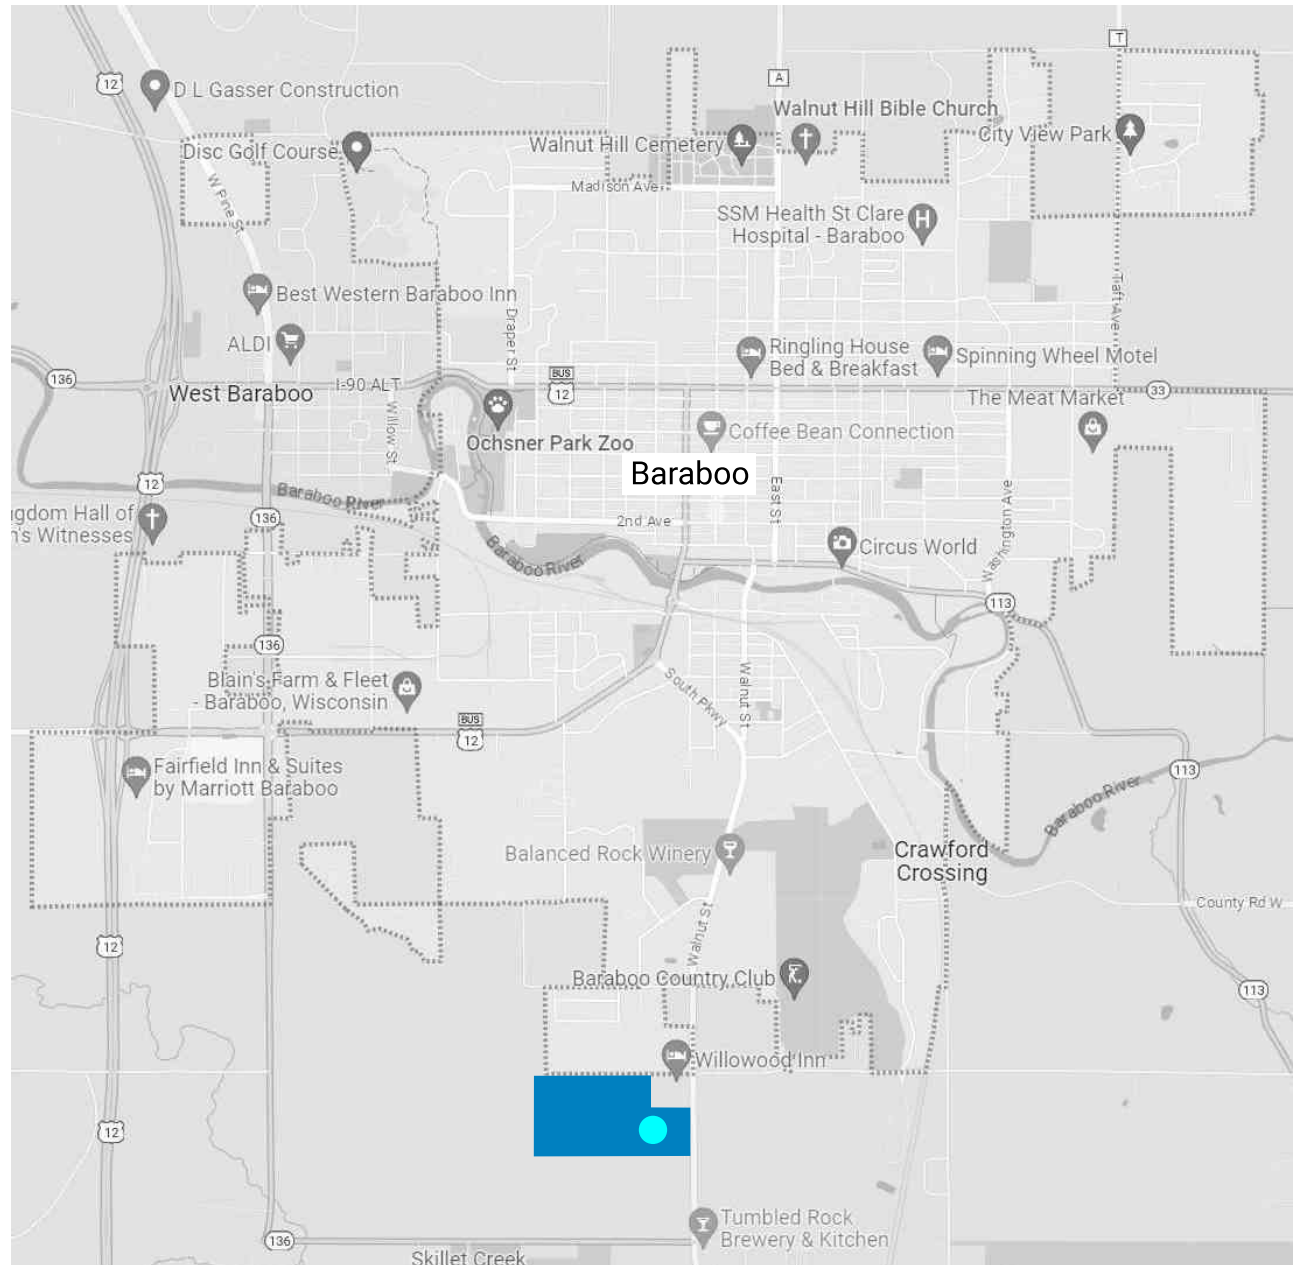 T
12
A
D L Gasser Construction
Walnut Hill Bible Church
City View Park
Walnut Hill Cemetery
Disc Golf Course
Madison Ave
W Pine St
SSM Health St Clare
Hospital - Baraboo
Best Western Baraboo Inn
Taft Ave
Draper St
ALDI
Ringling House
Bed & Breakfast
Spinning Wheel Motel
136
I-90 ALT
BUS
12
33
West Baraboo
The Meat Market
Willow St
Ochsner Park Zoo
Coffee Bean Connection
Baraboo
12
Baraboo River
East St
Washington Ave
ngdom Hall of
n's Witnesses
136
2nd Ave
Baraboo River
Circus World
113
136
Walnut St
South Pkwy
Blain's Farm & Fleet
- Baraboo, Wisconsin
BUS
12
Fairfield Inn & Suites
by Marriott Baraboo
113
Baraboo River
Balanced Rock Winery
Crawford
Crossing
County Rd W
Walnut St
12
Baraboo Country Club
113
Willowood Inn
12
Tumbled Rock
Brewery & Kitchen
136
Skillet Creek